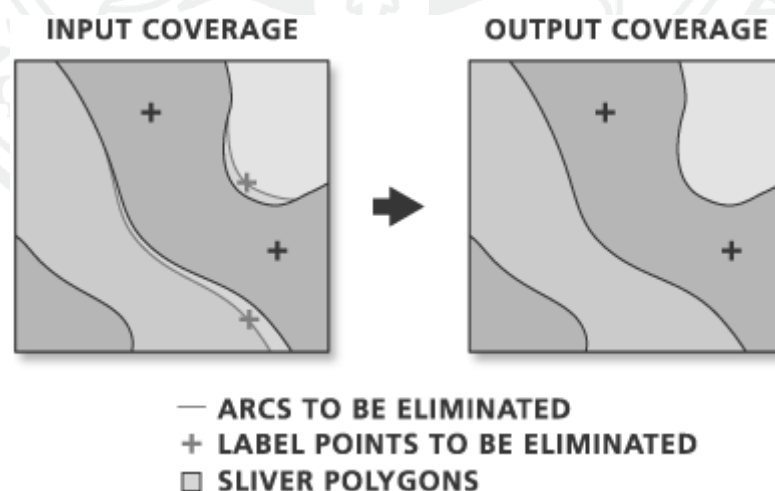 INPUT COVERAGE
OUTPUT COVERAGE
ARCS TO BE ELIMINATED
LABEL POINTS TO BE ELIMINATED
SLIVER POLYGONS